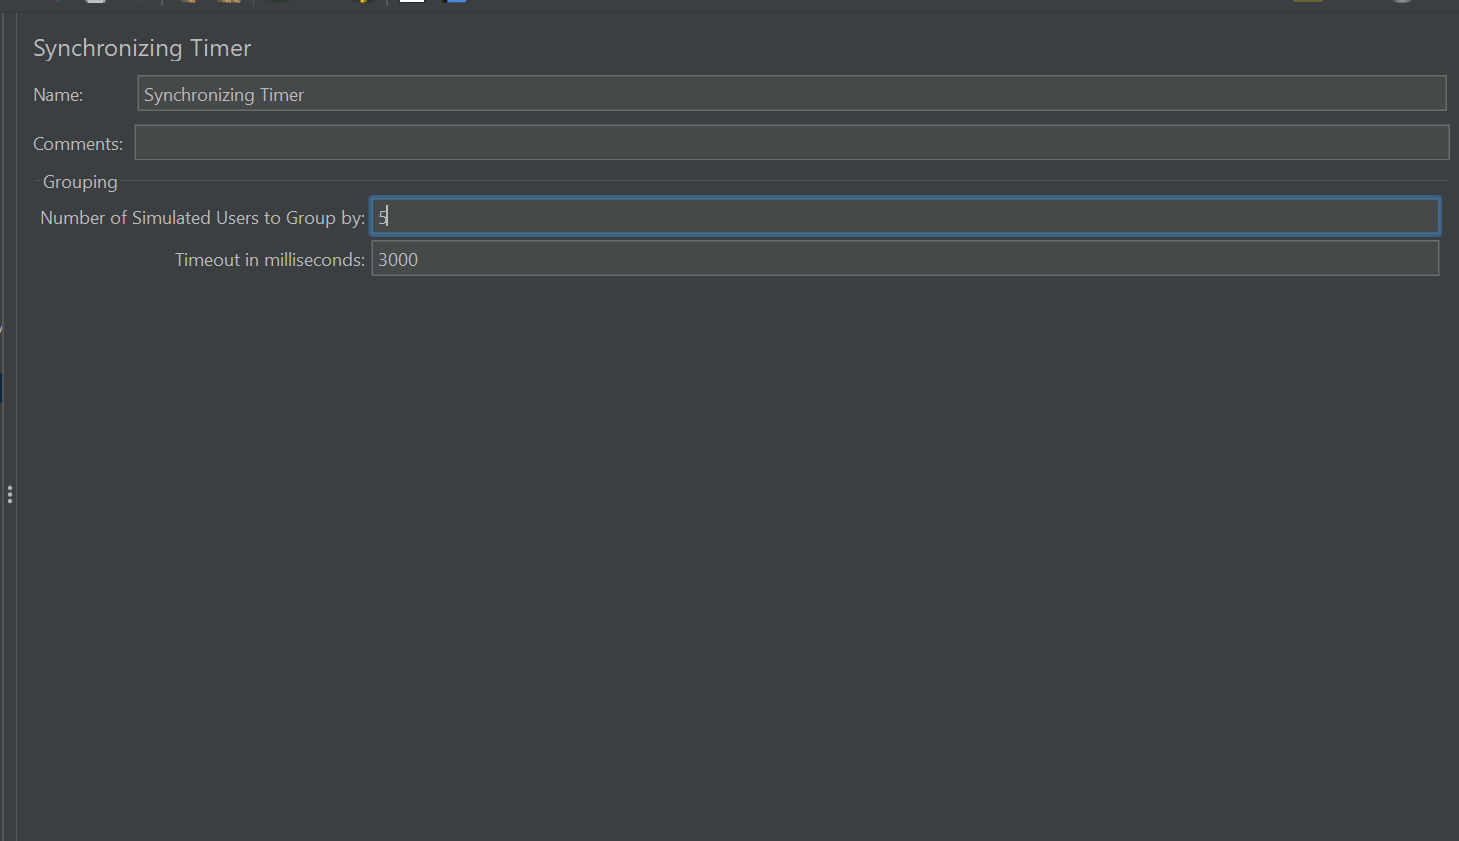 Synchronizing Timer
Name: Synchronizing Timer
Comments:
Grouping
Number of Simulated Users to Group by: 5
Timeout in milliseconds: 3000